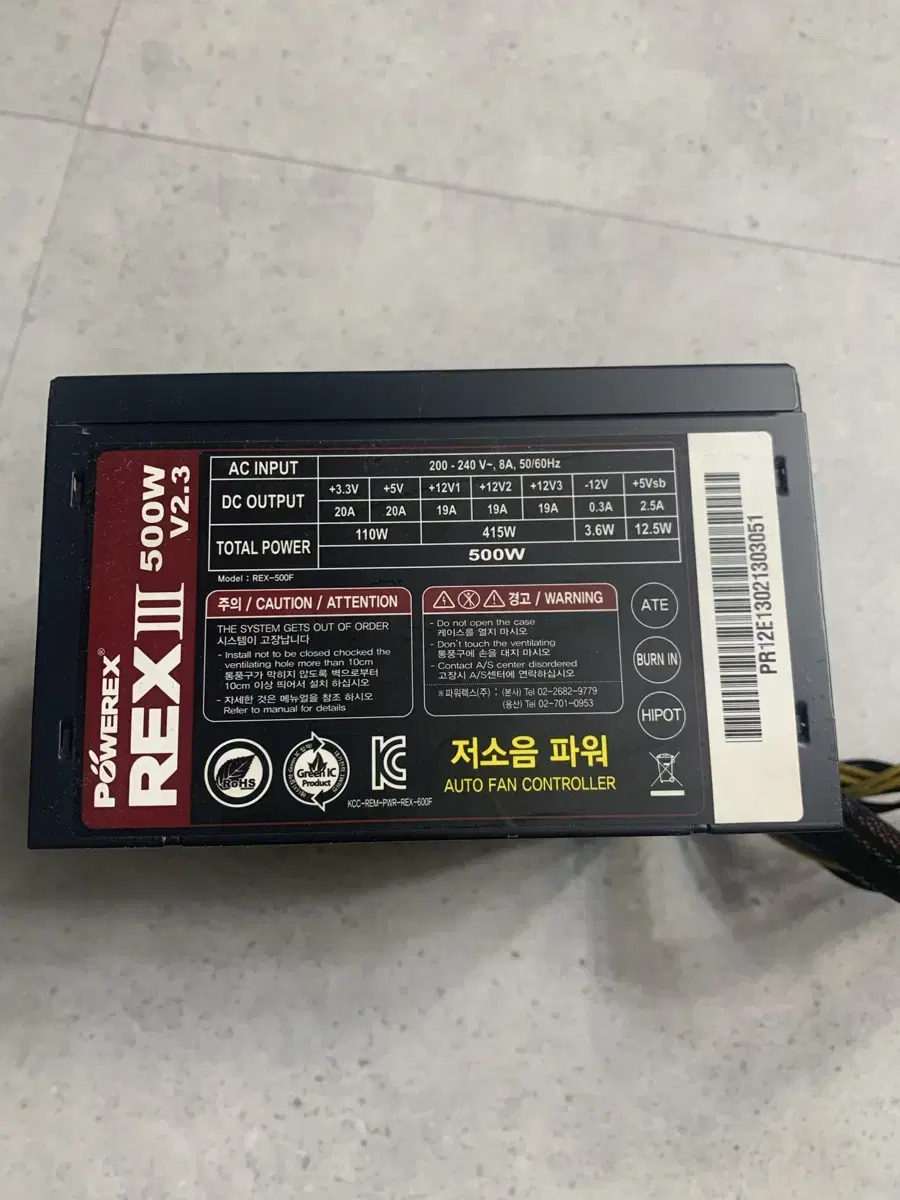 POWEREX®
REX III 500W
V2.3
AC INPUT 200 - 240 V~, 8A, 50/60Hz
DC OUTPUT +3.3V +5V +12V1 +12V2 +12V3 -12V +5Vsb
20A 20A 19A 19A 19A 0.3A 2.5A
TOTAL POWER 110W 415W 3.6W 12.5W
500W
Model : REX-500F
주의 / CAUTION / ATTENTION
THE SYSTEM GETS OUT OF ORDER
시스템이 고장납니다
- Install not to be closed chocked the
ventilating hole more than 10cm
통풍구가 막히지 않도록 벽으로부터
10cm 이상 띄어서 설치 하십시오
- 자세한 것은 메뉴얼을 참조 하시오
Refer to manual for details
경고 / WARNING
- Do not open the case
케이스를 열지 마시오
- Don't touch the ventilating
통풍구에 손을 대지 마시오
- Contact A/S center disordered
고장시 A/S센터에 연락하십시오
※파워렉스(주) : (본사) Tel 02-2682-9779
(용산) Tel 02-701-0953
ATE
BURN IN
HIPOT
RoHS
Green IC
Product
KCC-REM-PWR-REX-600F
저소음 파워
AUTO FAN CONTROLLER
PR12E13021303051